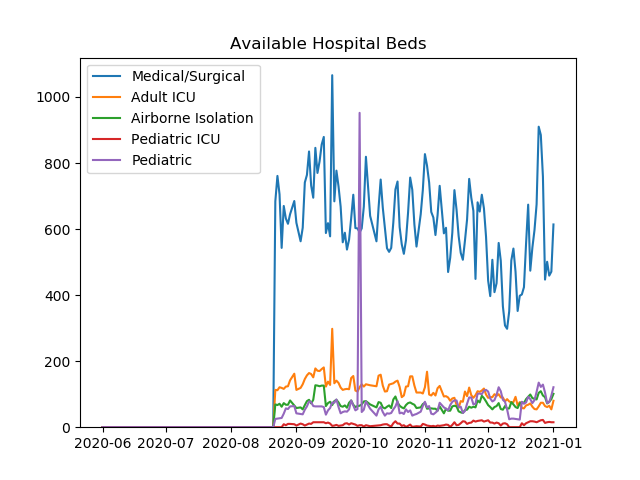 Available Hospital Beds
Medical/Surgical
Adult ICU
Airborne Isolation
Pediatric ICU
Pediatric
1000
800
600
400
200
0
2020-06 2020-07 2020-08 2020-09 2020-10 2020-11 2020-12 2021-01